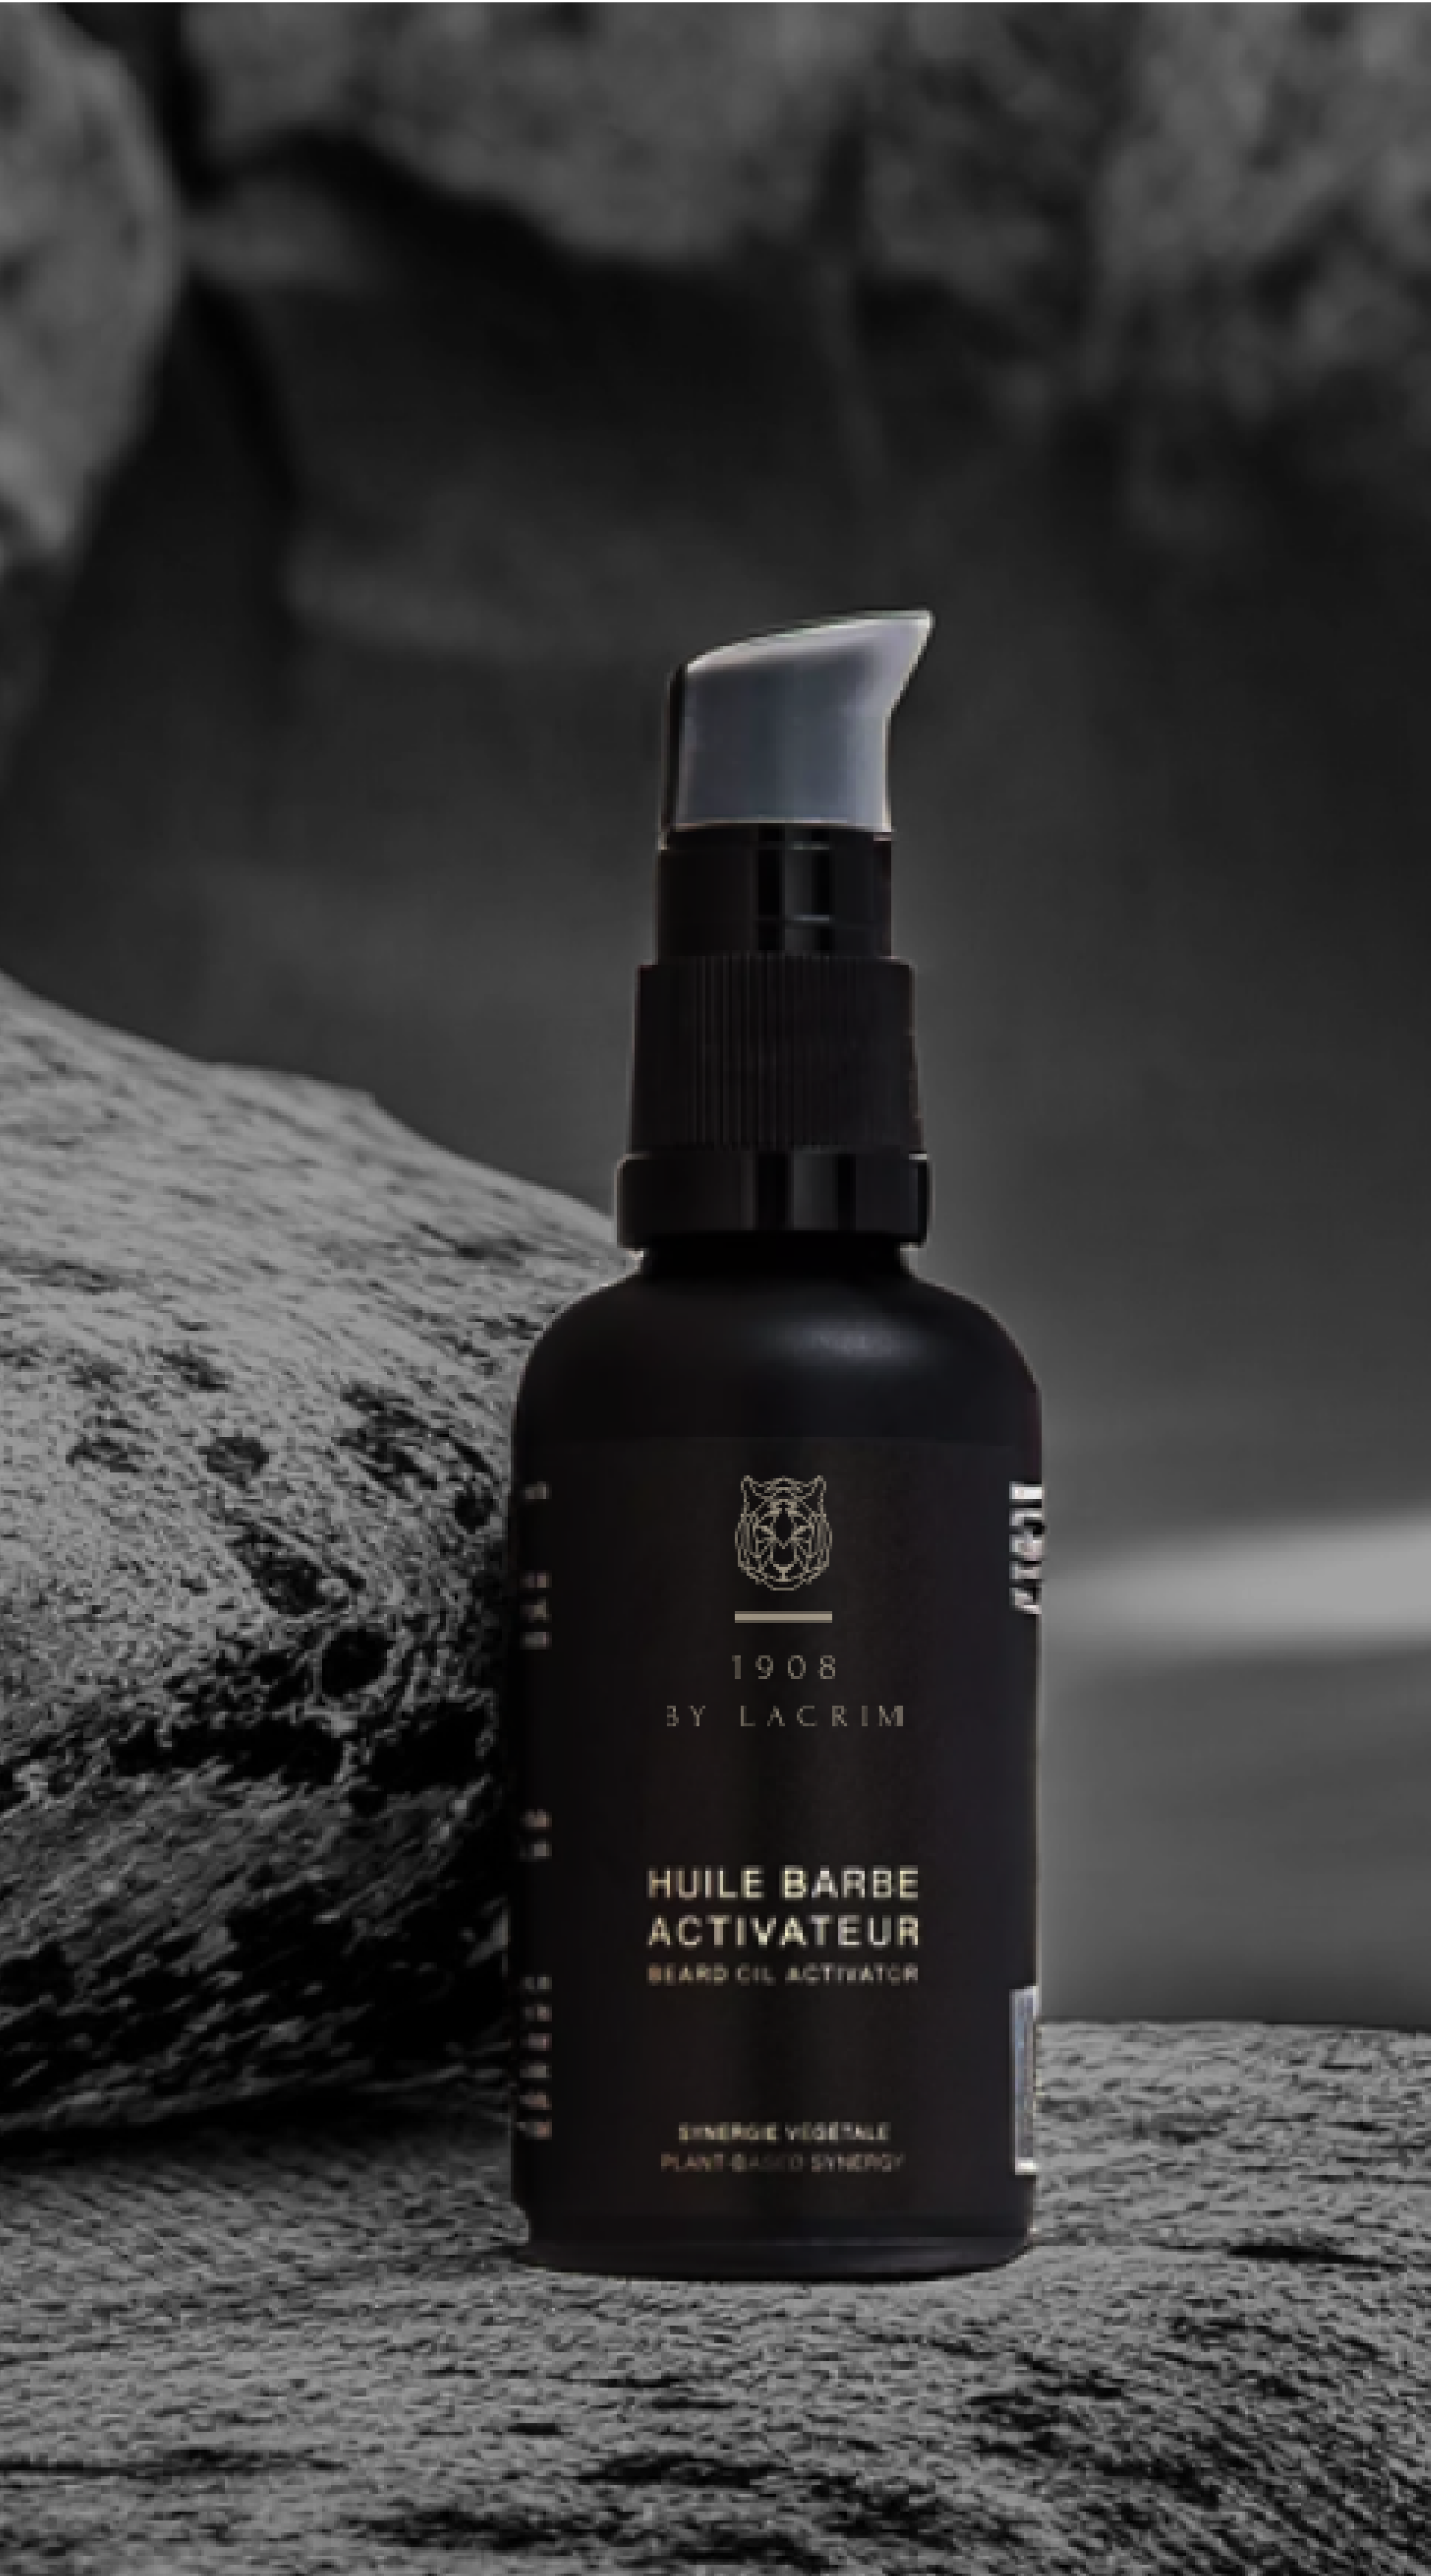 1908
BY LACRIM
HUILE BARBE
ACTIVATEUR
BEARD OIL ACTIVATOR
SYNERGIE VÉGÉTALE
PLANT-BASED SYNERGY